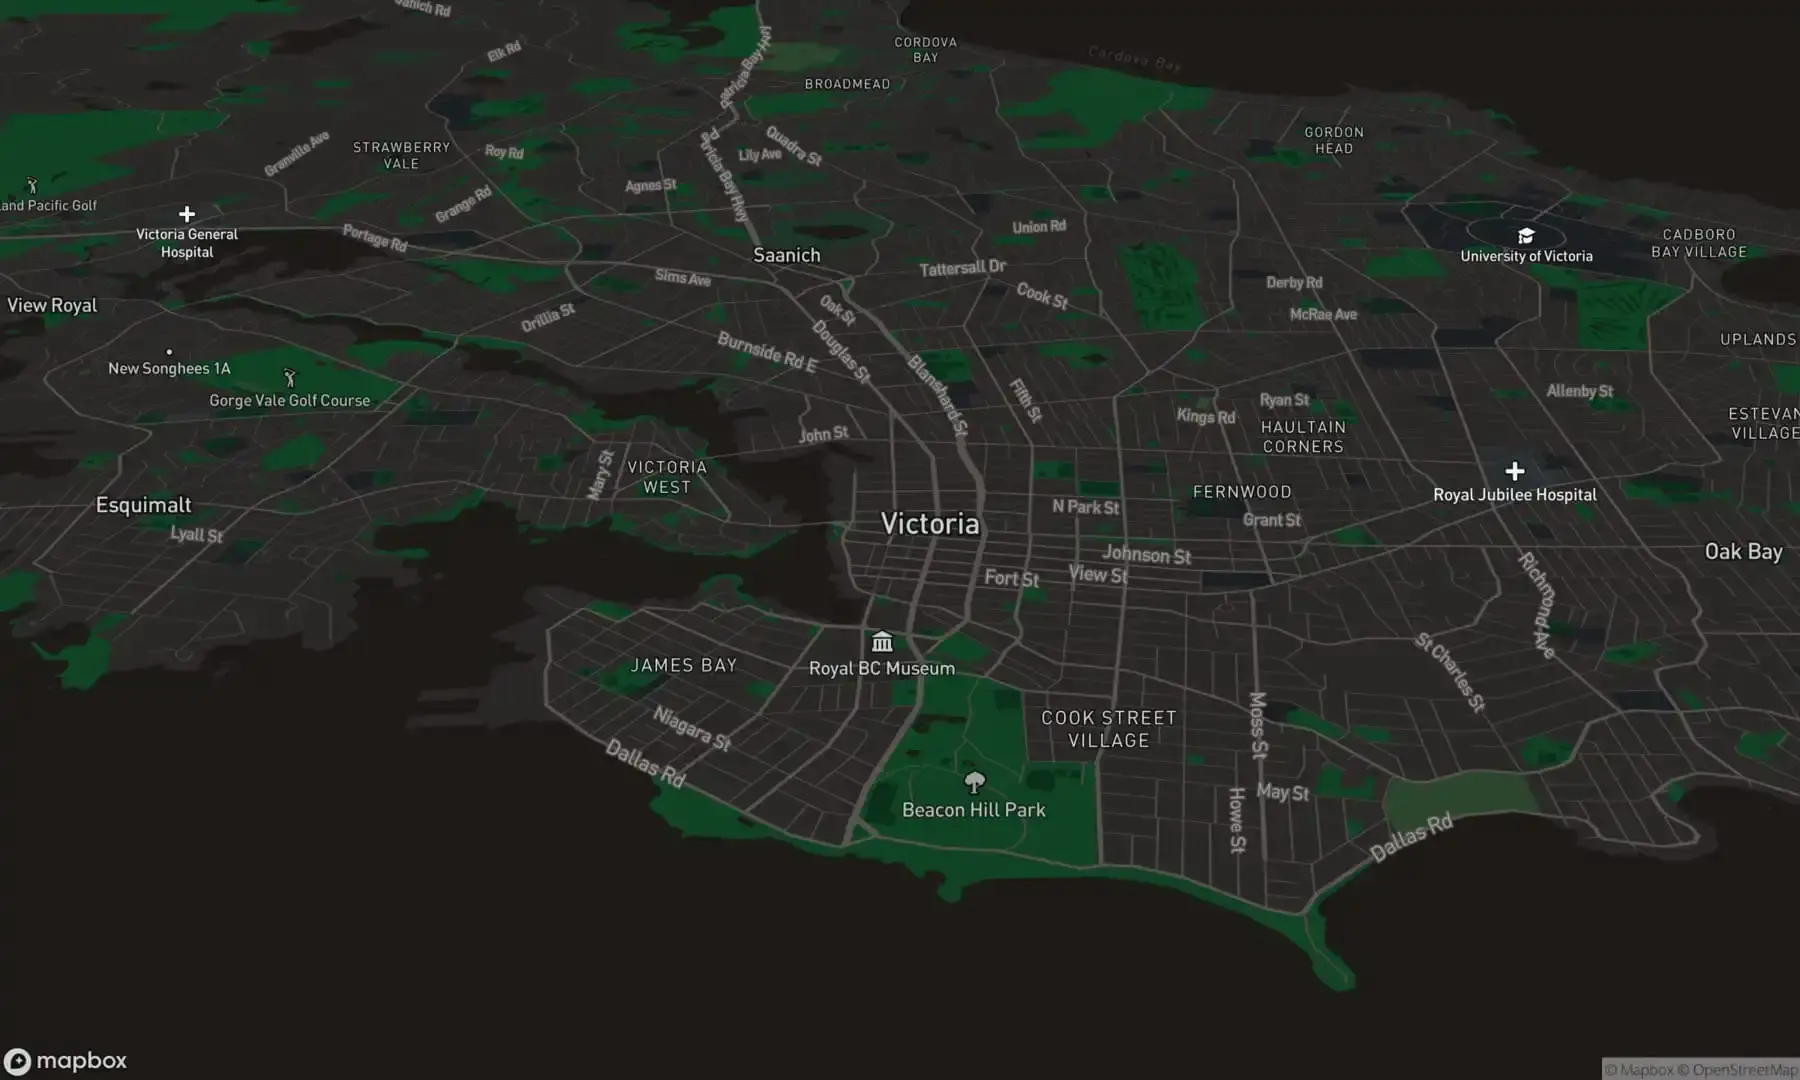 Saanich Rd
Elk Rd
CORDOVA
BAY
Cordova Bay
BROADMEAD
Patricia Bay Hwy
STRAWBERRY
VALE
Granville Ave
Roy Rd
Rd
Lily Ave
Quadra St
GORDON
HEAD
Patricia Bay Hwy
Agnes St
Grange Rd
land Pacific Golf
Victoria General
Hospital
Portage Rd
Union Rd
University of Victoria
CADBORO
BAY VILLAGE
Saanich
Sims Ave
Tattersall Dr
Cook St
Derby Rd
McRae Ave
View Royal
Orillia St
Oak St
Douglas St
Burnside Rd E
UPLANDS
New Songhees 1A
Gorge Vale Golf Course
Blanshard St
Fifth St
Kings Rd
Ryan St
Allenby St
HAULTAIN
CORNERS
ESTEVAN
VILLAGE
John St
Mary St
VICTORIA
WEST
Royal Jubilee Hospital
FERNWOOD
Esquimalt
Lyall St
Victoria
N Park St
Grant St
Johnson St
View St
Fort St
Oak Bay
Richmond Ave
JAMES BAY
Royal BC Museum
St Charles St
Niagara St
Dallas Rd
COOK STREET
VILLAGE
Moss St
Beacon Hill Park
Howe St
May St
Dallas Rd
mapbox
© Mapbox © OpenStreetMap